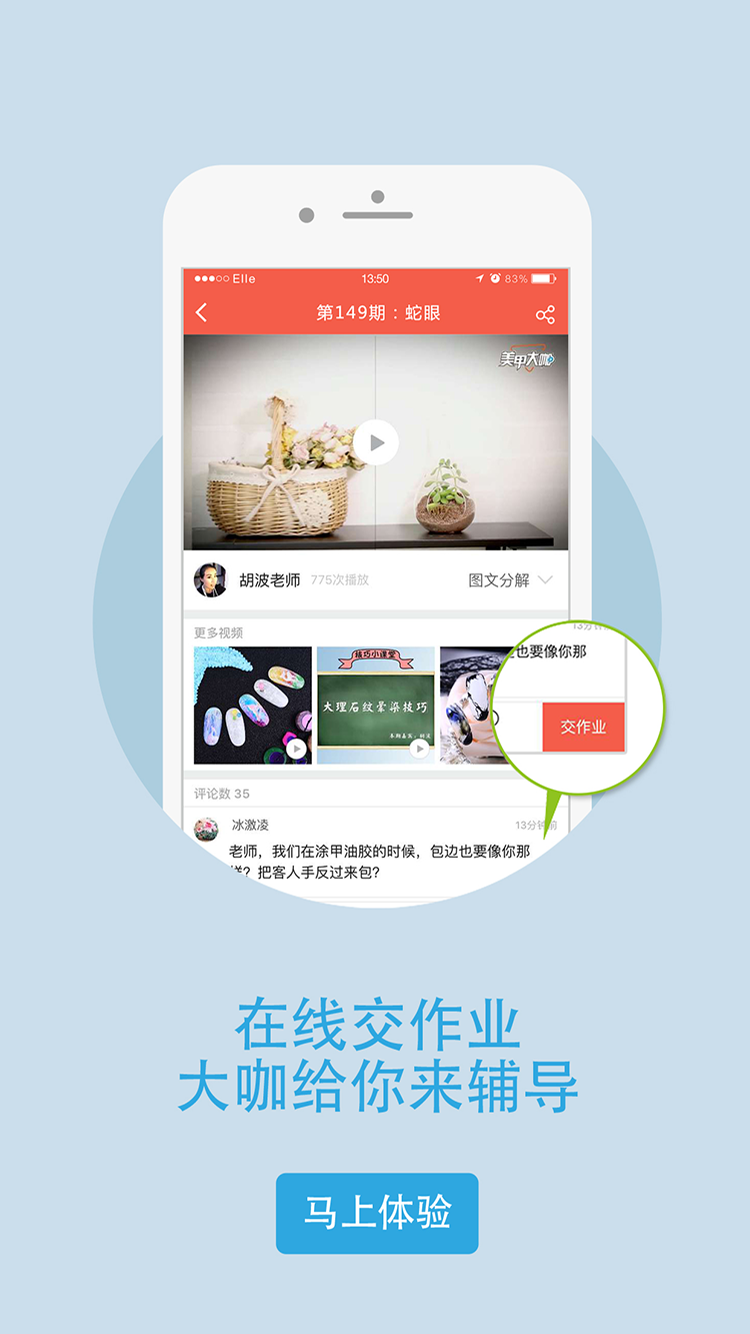 Elle
13:50
83%
第149期：蛇眼
美甲大咖
胡波老师
775次播放
图文分解
更多视频
技巧小课堂
大理石纹晕染技巧
也要像你那
交作业
评论数 35
冰激凌
13分钟前
老师，我们在涂甲油胶的时候，包边也要像你那
样？把客人手反过来包？
在线交作业
大咖给你来辅导
马上体验